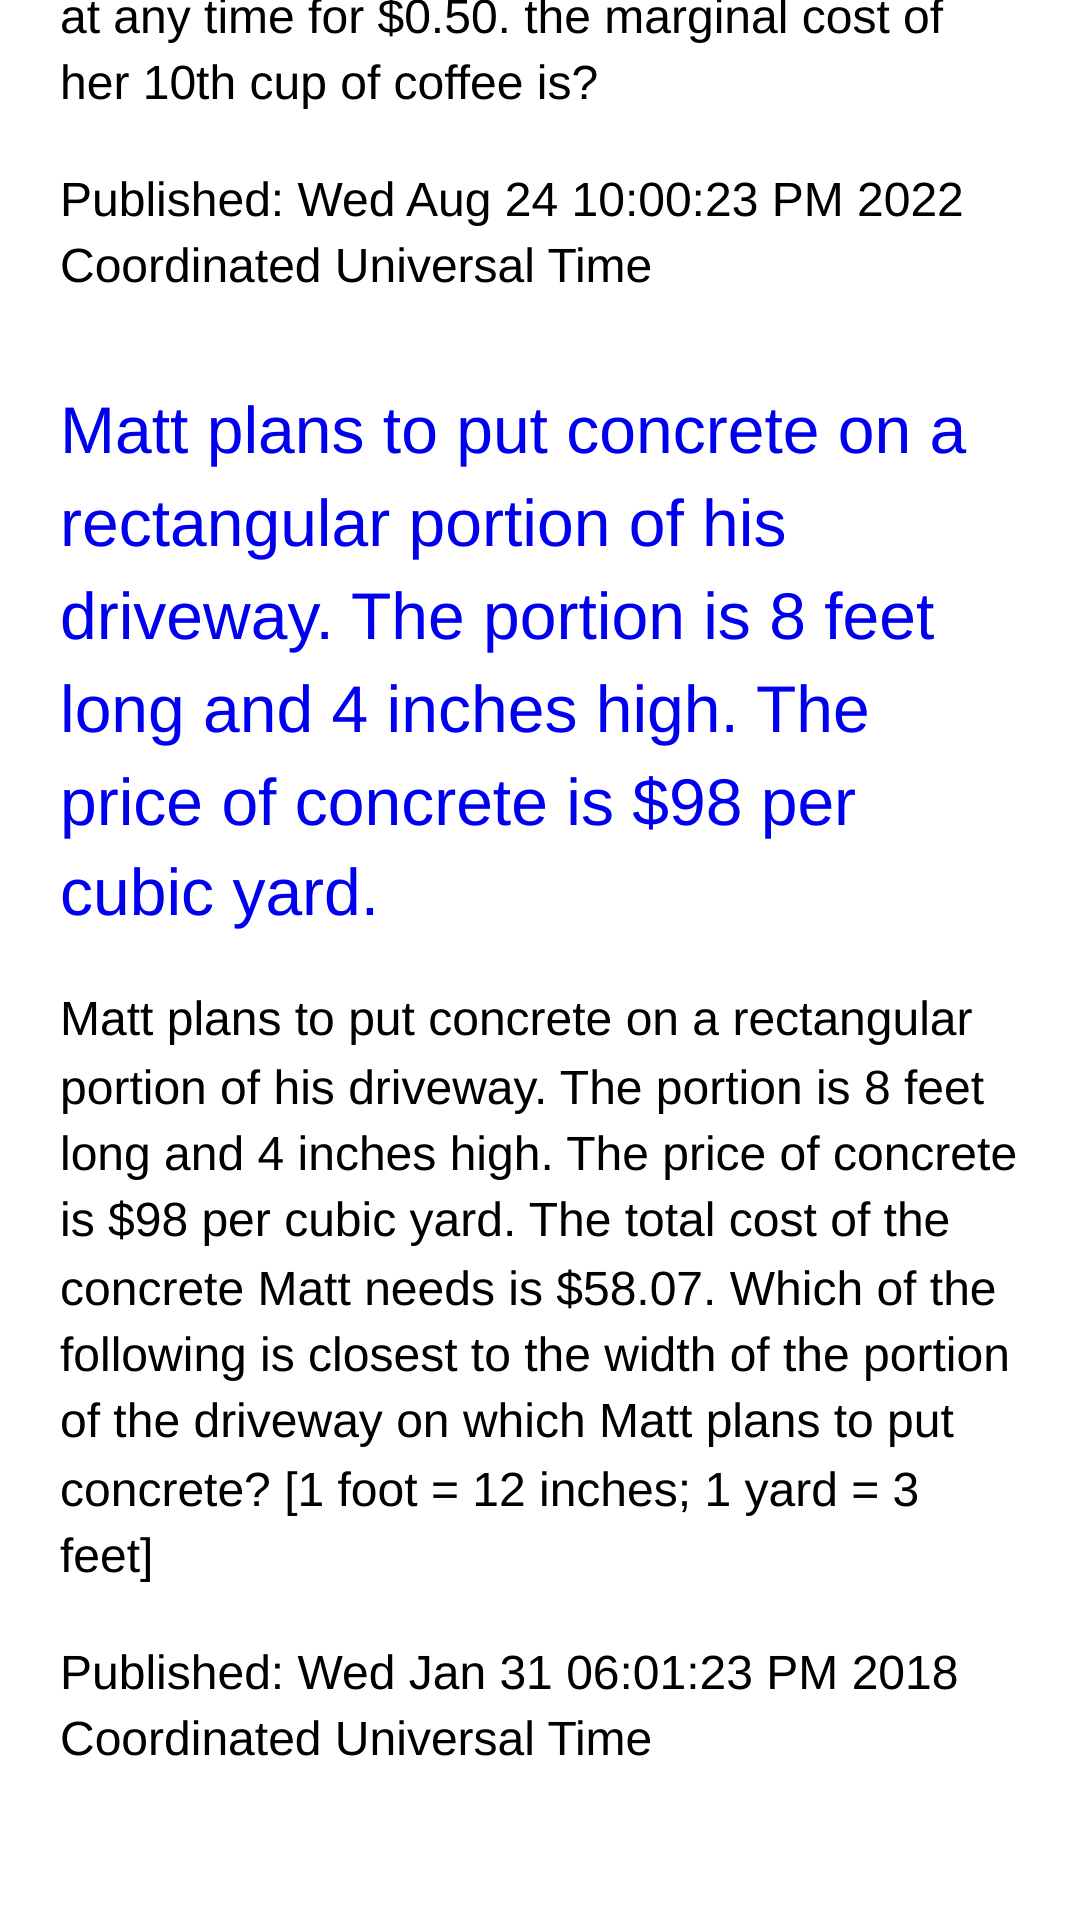 at any time for $0.50. the marginal cost of
her 10th cup of coffee is?
Published: Wed Aug 24 10:00:23 PM 2022
Coordinated Universal Time
Matt plans to put concrete on a
rectangular portion of his
driveway. The portion is 8 feet
long and 4 inches high. The
price of concrete is $98 per
cubic yard.
Matt plans to put concrete on a rectangular
portion of his driveway. The portion is 8 feet
long and 4 inches high. The price of concrete
is $98 per cubic yard. The total cost of the
concrete Matt needs is $58.07. Which of the
following is closest to the width of the portion
of the driveway on which Matt plans to put
concrete? [1 foot = 12 inches; 1 yard = 3
feet]
Published: Wed Jan 31 06:01:23 PM 2018
Coordinated Universal Time